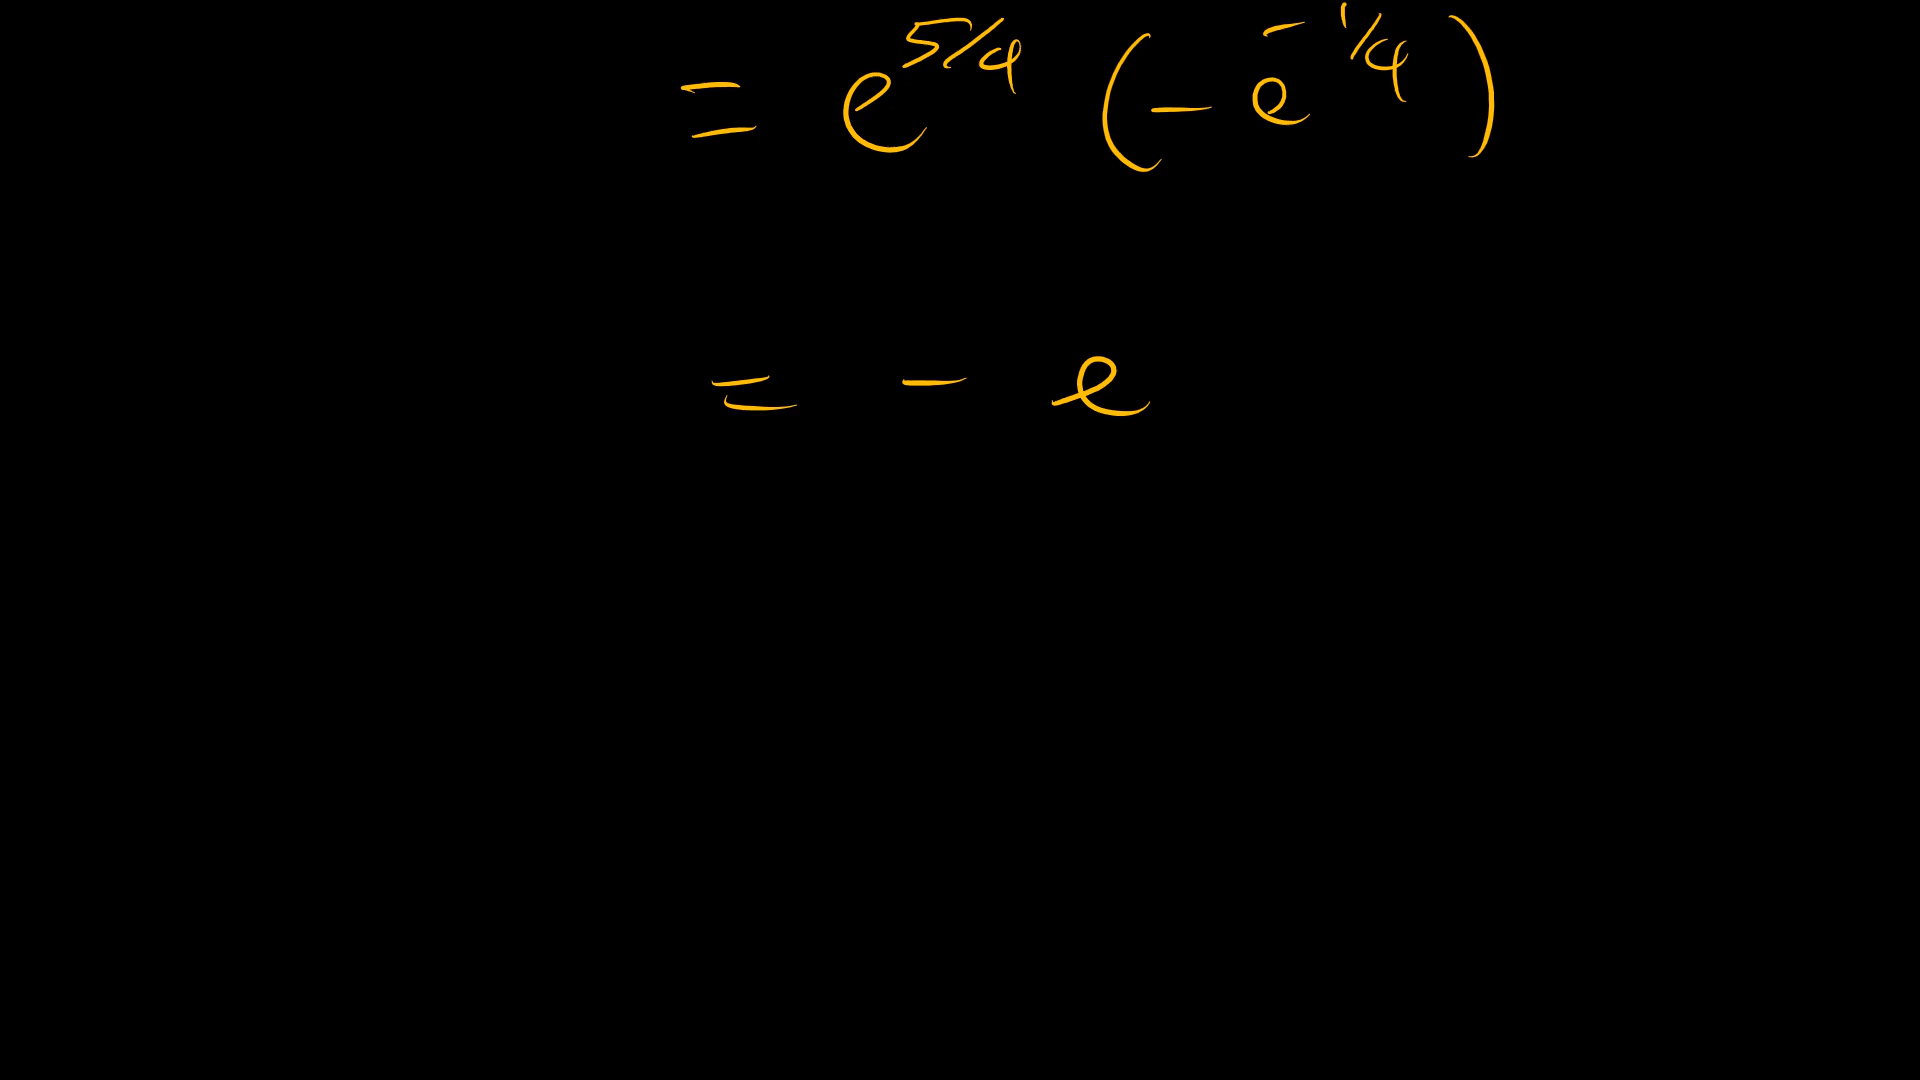 = e^{5/4} (- e^{-1/4})
= - e